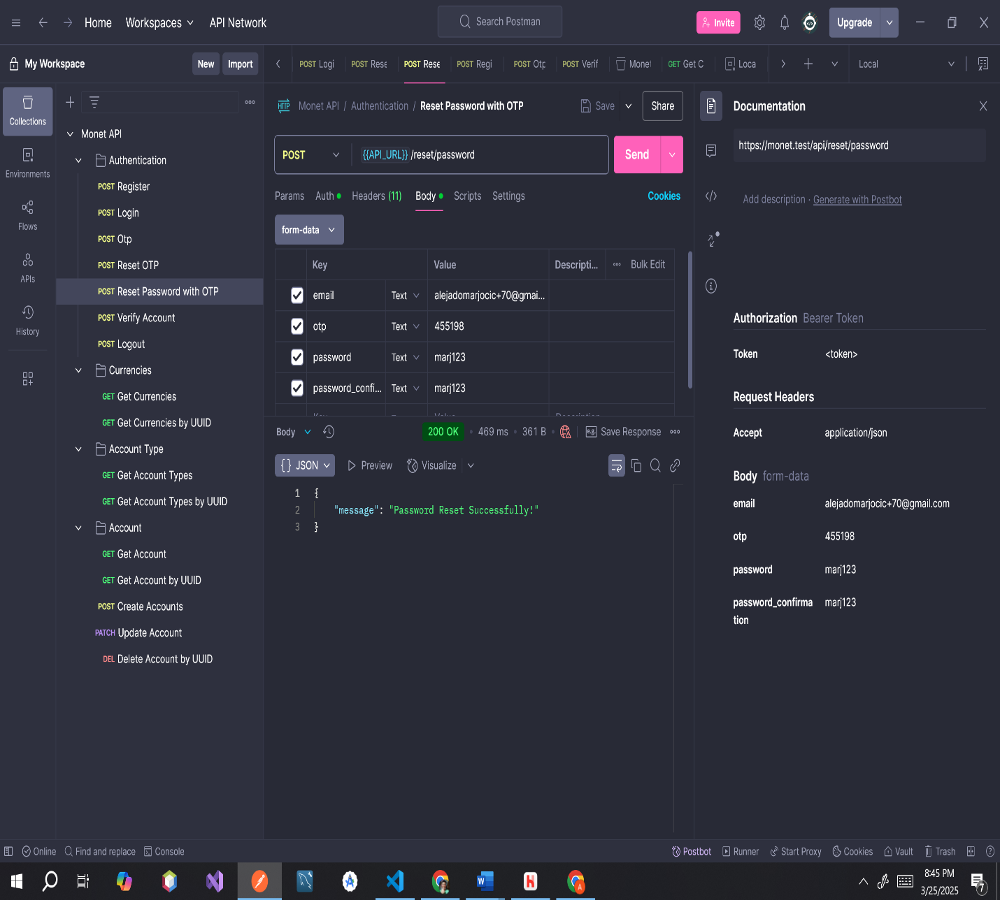 Home Workspaces API Network Search Postman Invite Upgrade
My Workspace New Import POST Logi POST Rese POST Rese POST Regi POST Otp POST Verif Monet GET Get C Loca Local
Collections
Environments
Flows
APIs
History
Monet API
Authentication
POST Register
POST Login
POST Otp
POST Reset OTP
POST Reset Password with OTP
POST Verify Account
POST Logout
Currencies
GET Get Currencies
GET Get Currencies by UUID
Account Type
GET Get Account Types
GET Get Account Types by UUID
Account
GET Get Account
GET Get Account by UUID
POST Create Accounts
PATCH Update Account
DEL Delete Account by UUID
HTTP Monet API / Authentication / Reset Password with OTP Save Share
POST {{API_URL}} /reset/password Send
Params Auth Headers (11) Body Scripts Settings Cookies
form-data
Key Value Descripti... Bulk Edit
email Text alejadomarjocic+70@gmai...
otp Text 455198
password Text marj123
password_confi... Text marj123
Key Value Description
Body 200 OK 469 ms 361 B e.g. Save Response
{} JSON Preview Visualize
1 {
2 "message": "Password Reset Successfully!"
3 }
Documentation
https://monet.test/api/reset/password
Add description · Generate with Postbot
Authorization Bearer Token
Token <token>
Request Headers
Accept application/json
Body form-data
email alejadomarjocic+70@gmail.com
otp 455198
password marj123
password_confirma
tion marj123
Online Find and replace Console Postbot Runner Start Proxy Cookies Vault Trash
8:45 PM
3/25/2025
7